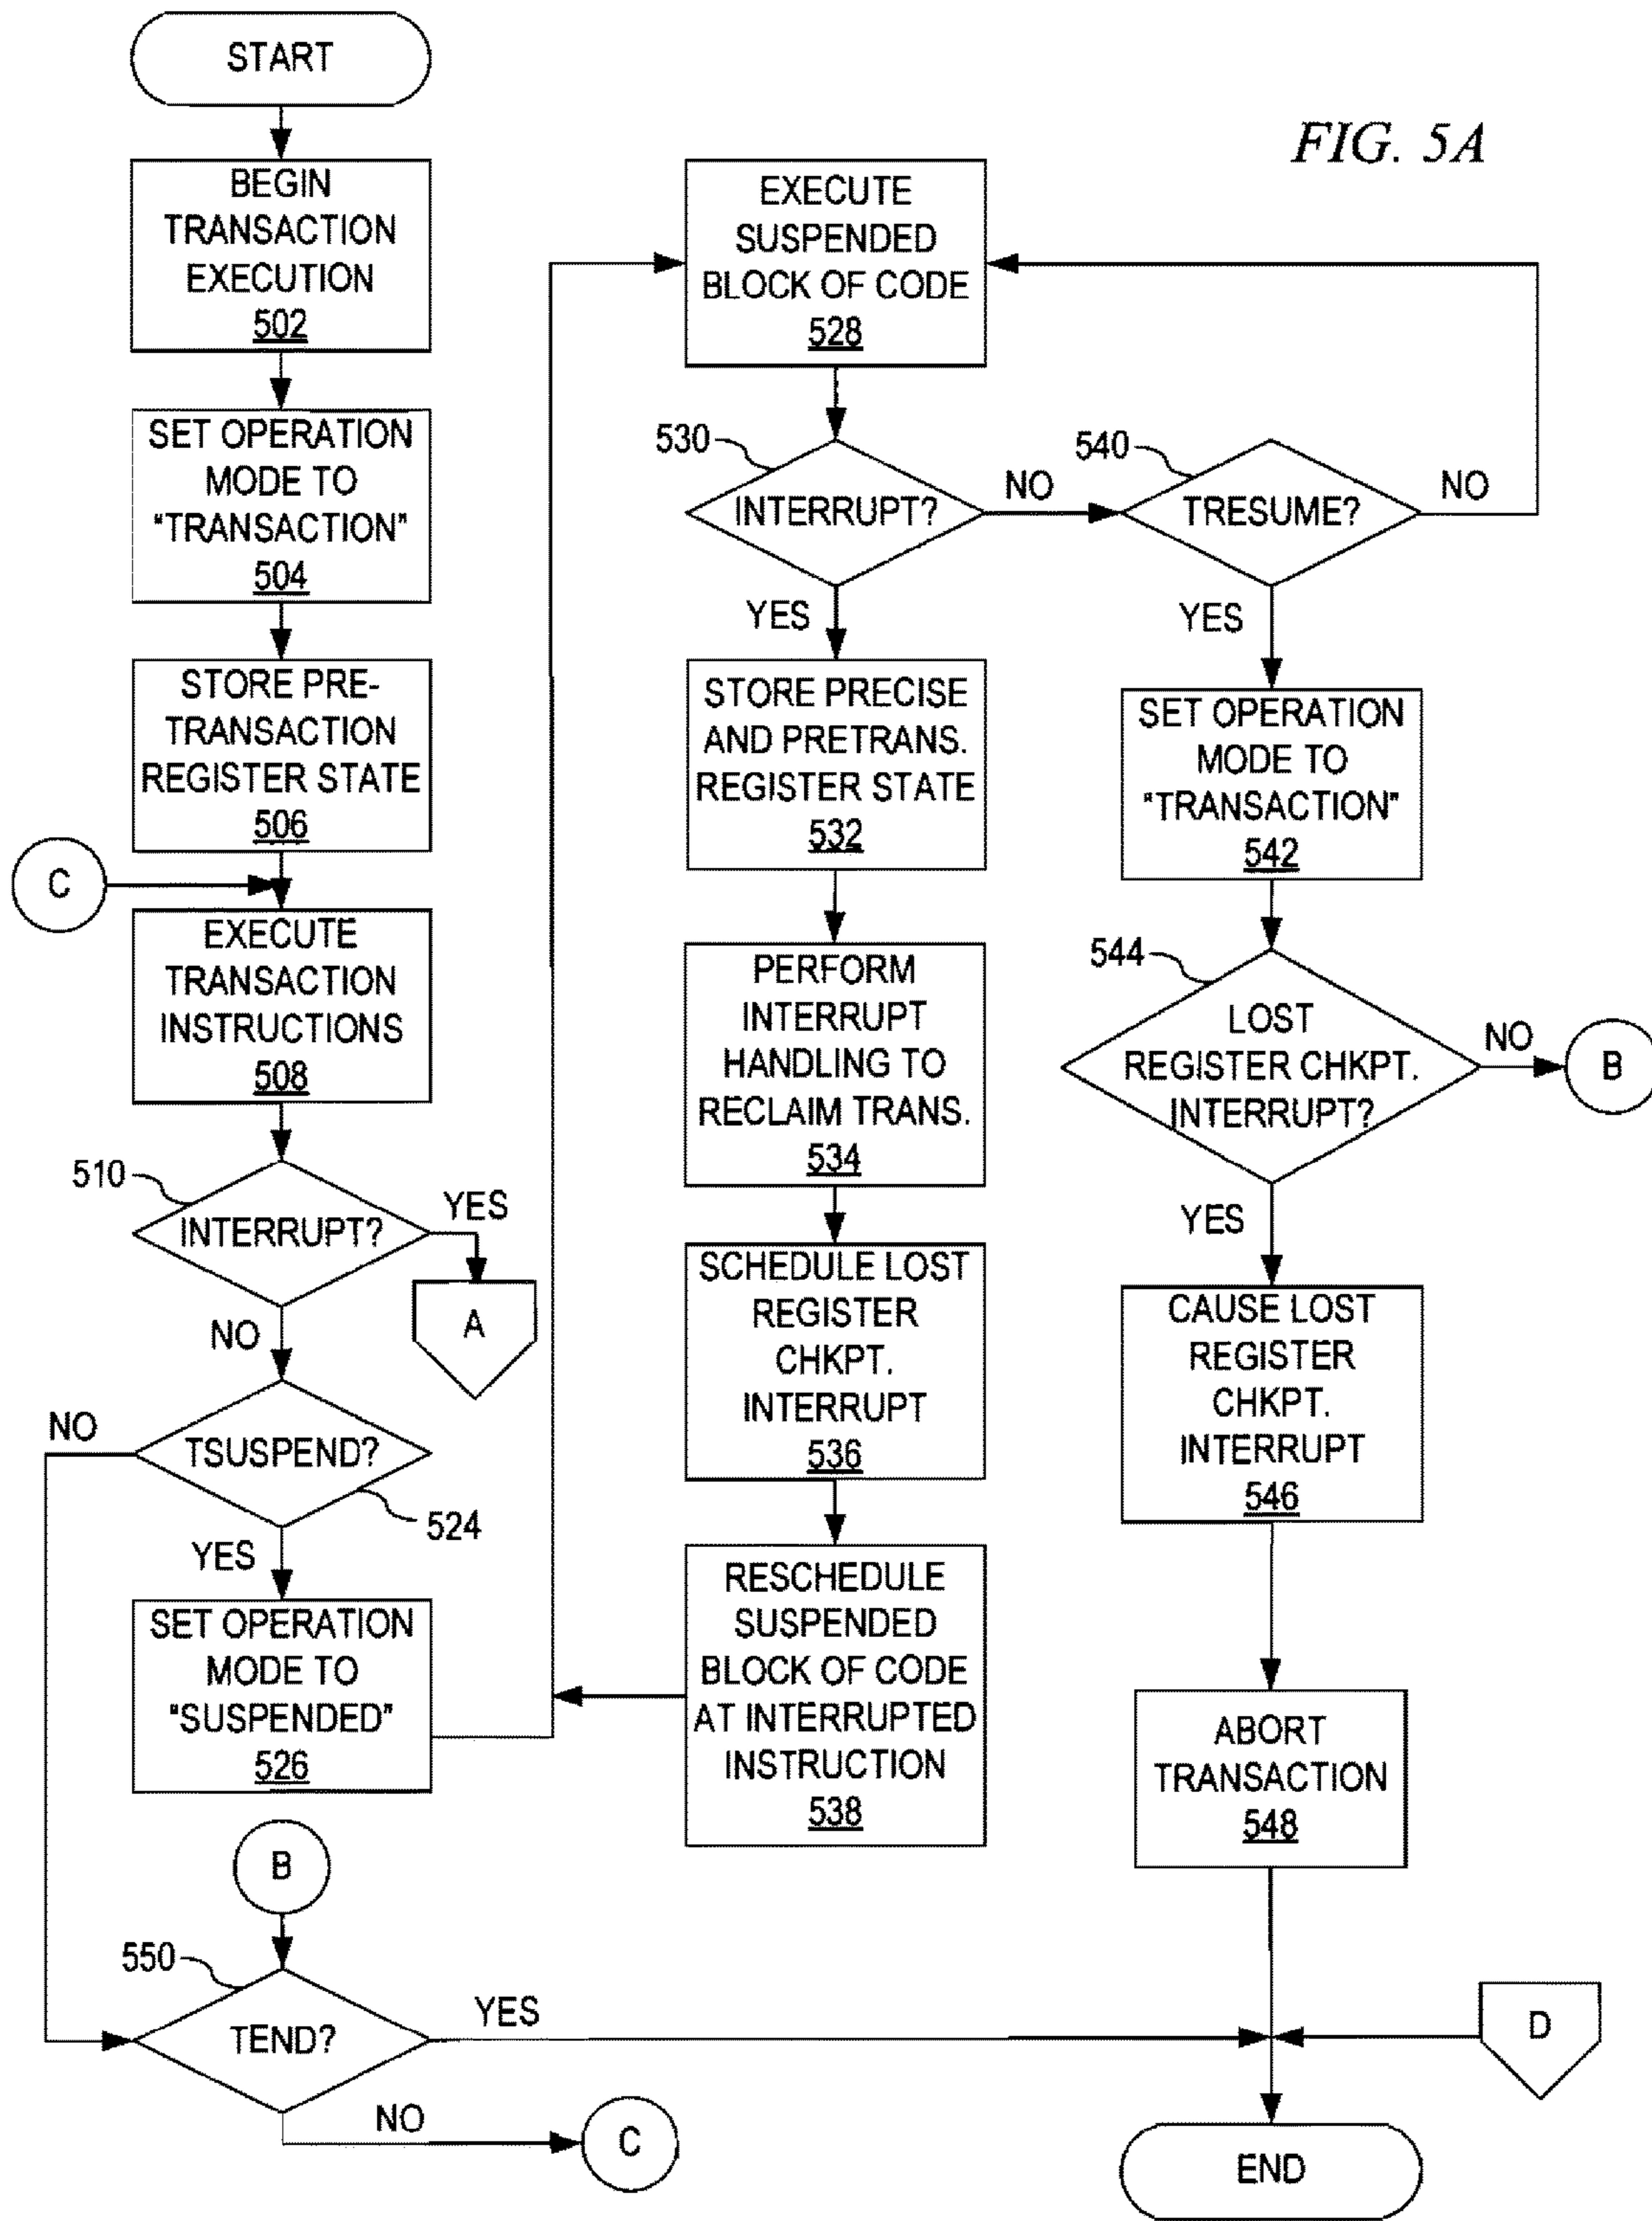 START
FIG. 5A
BEGIN
TRANSACTION
EXECUTION
502
SET OPERATION
MODE TO
"TRANSACTION"
504
STORE PRE-
TRANSACTION
REGISTER STATE
506
C
EXECUTE
TRANSACTION
INSTRUCTIONS
508
510
INTERRUPT?
YES
A
NO
TSUSPEND?
NO
524
YES
SET OPERATION
MODE TO
"SUSPENDED"
526
B
550
TEND?
YES
NO
C
EXECUTE
SUSPENDED
BLOCK OF CODE
528
530
INTERRUPT?
NO
YES
STORE PRECISE
AND PRETRANS.
REGISTER STATE
532
PERFORM
INTERRUPT
HANDLING TO
RECLAIM TRANS.
534
SCHEDULE LOST
REGISTER
CHKPT.
INTERRUPT
536
RESCHEDULE
SUSPENDED
BLOCK OF CODE
AT INTERRUPTED
INSTRUCTION
538
540
TRESUME?
NO
YES
SET OPERATION
MODE TO
"TRANSACTION"
542
544
LOST
REGISTER CHKPT.
INTERRUPT?
NO
B
YES
CAUSE LOST
REGISTER
CHKPT.
INTERRUPT
546
ABORT
TRANSACTION
548
D
END